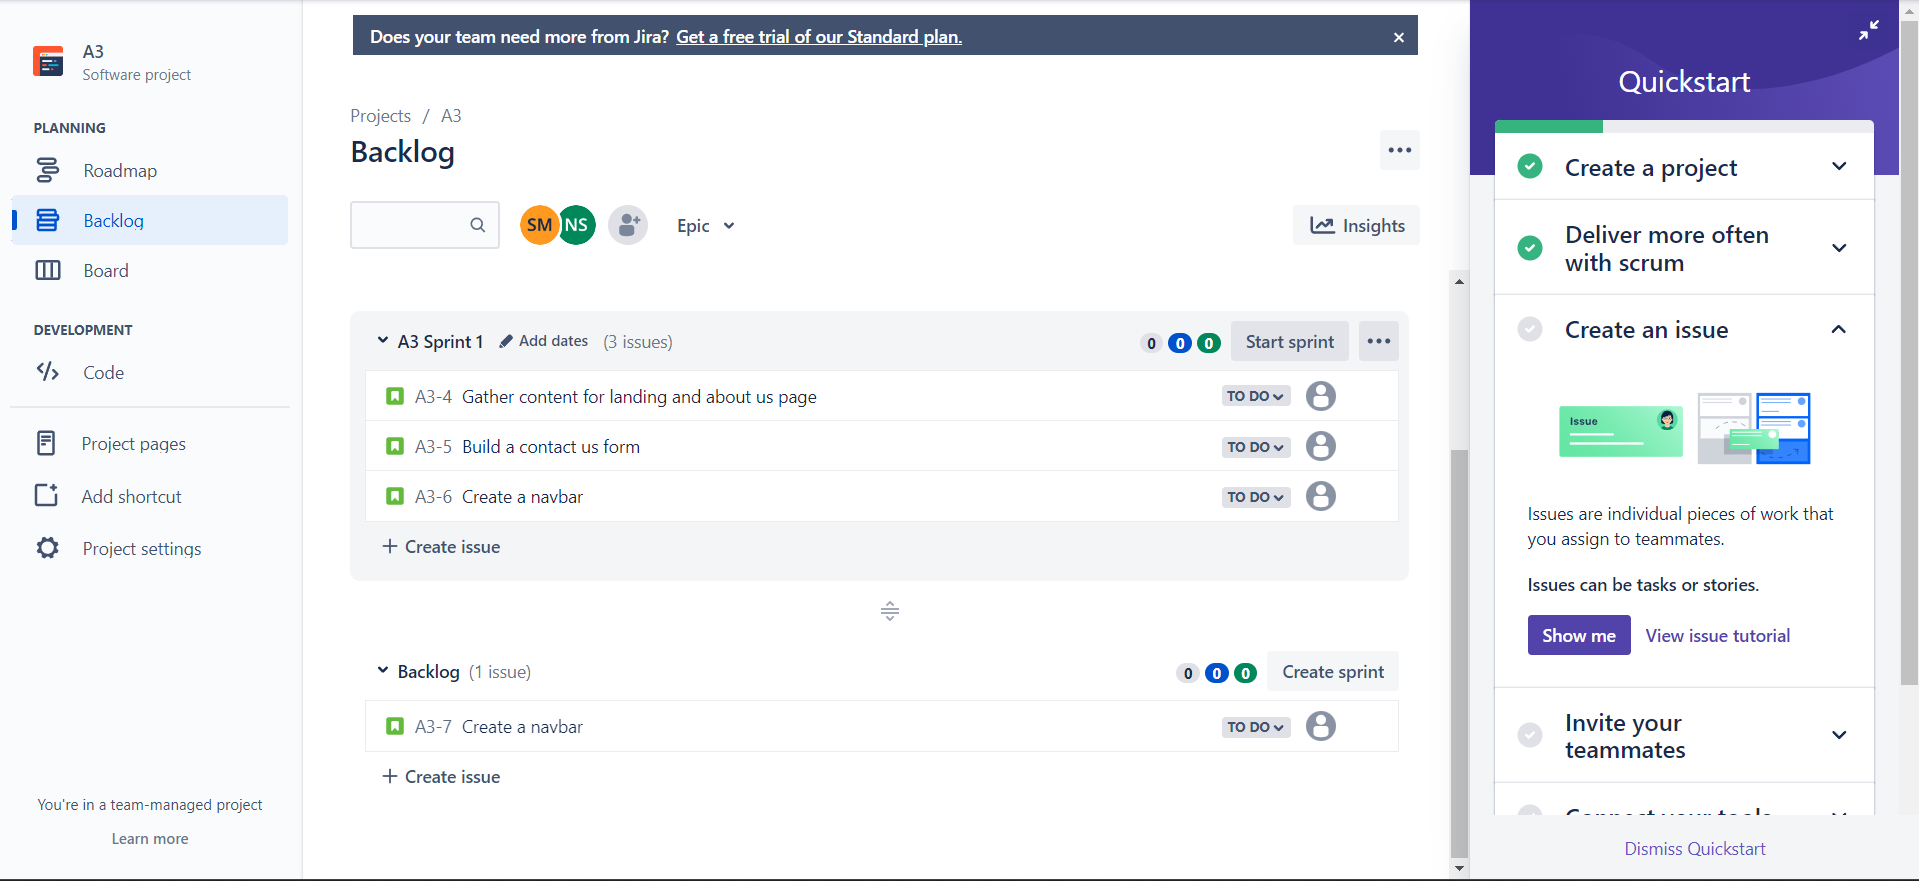 A3
Software project
PLANNING
Roadmap
Backlog
Board
DEVELOPMENT
Code
Project pages
Add shortcut
Project settings
You're in a team-managed project
Learn more
Does your team need more from Jira? Get a free trial of our Standard plan.
Projects / A3
Backlog
SM NS Epic Insights
A3 Sprint 1 Add dates (3 issues) 0 0 0 Start sprint
A3-4 Gather content for landing and about us page TO DO
A3-5 Build a contact us form TO DO
A3-6 Create a navbar TO DO
+ Create issue
Backlog (1 issue) 0 0 0 Create sprint
A3-7 Create a navbar TO DO
+ Create issue
Quickstart
Create a project
Deliver more often
with scrum
Create an issue
Issue
Issues are individual pieces of work that
you assign to teammates.
Issues can be tasks or stories.
Show me View issue tutorial
Invite your
teammates
Connect your tools
Dismiss Quickstart